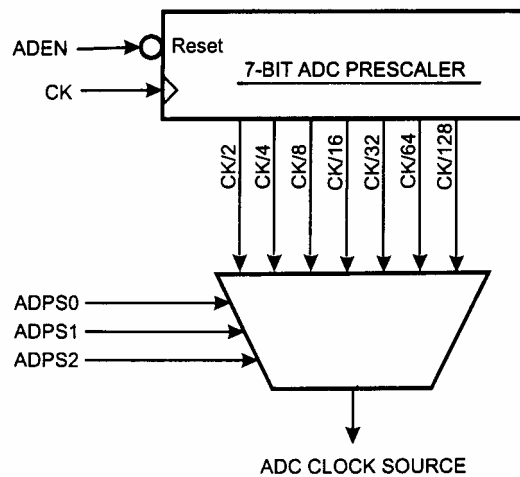 ADEN
Reset
7-BIT ADC PRESCALER
CK
CK/2
CK/4
CK/8
CK/16
CK/32
CK/64
CK/128
ADPS0
ADPS1
ADPS2
ADC CLOCK SOURCE